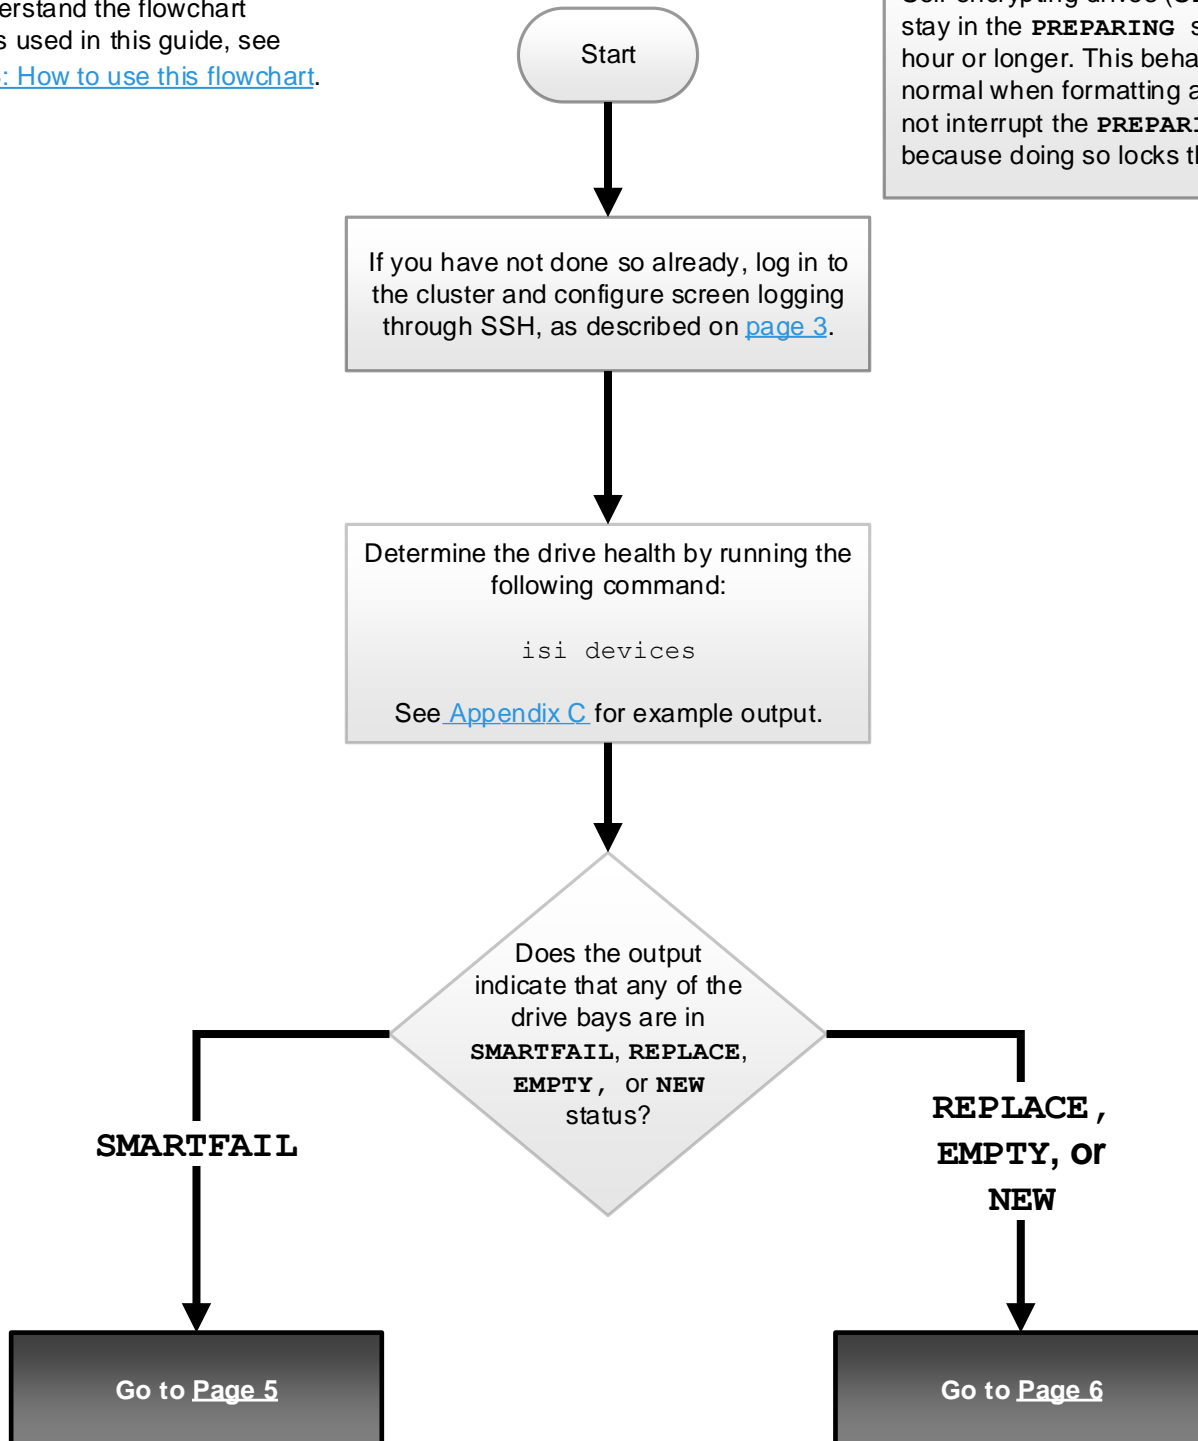 the flowchart
used in this guide, see
: How to use this flowchart.
Start
stay in the PREPARING
hour or longer. This
normal when formatting
not interrupt the
because doing so locks
If you have not done so already, log in to
the cluster and configure screen logging
through SSH, as described on page 3.
Determine the drive health by running the
following command:
isi devices
See Appendix C for example output.
Does the output
indicate that any of the
drive bays are in
SMARTFAIL, REPLACE,
EMPTY, or NEW
status?
SMARTFAIL
REPLACE,
EMPTY, or
NEW
Go to Page 5
Go to Page 6